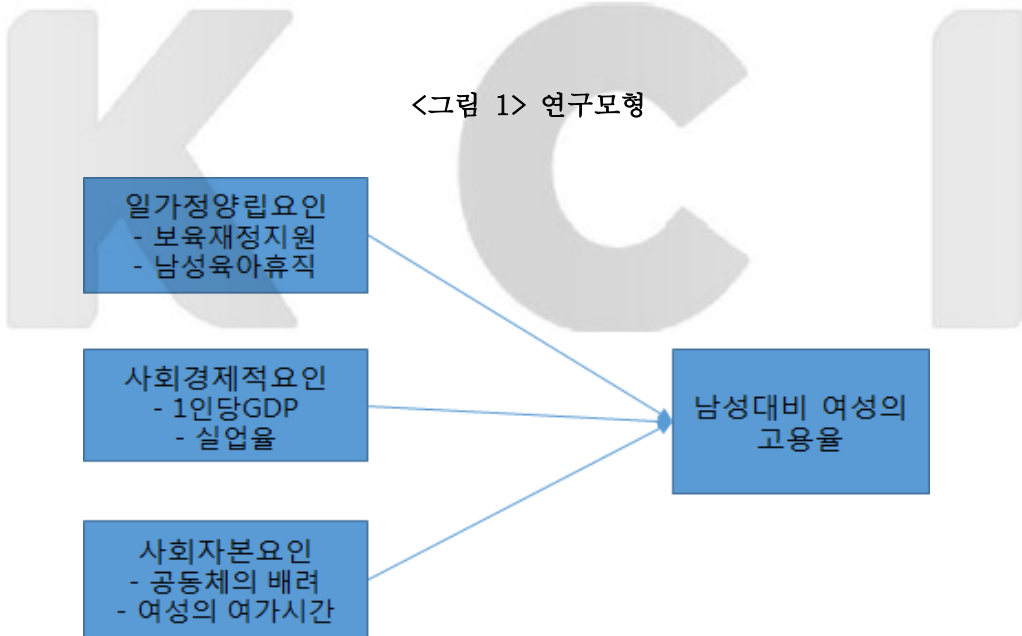 KCI
<그림 1> 연구모형
일가정양립요인
- 보육재정지원
- 남성육아휴직
사회경제적요인
- 1인당GDP
- 실업율
사회자본요인
- 공동체의 배려
- 여성의 여가시간
남성대비 여성의
고용율